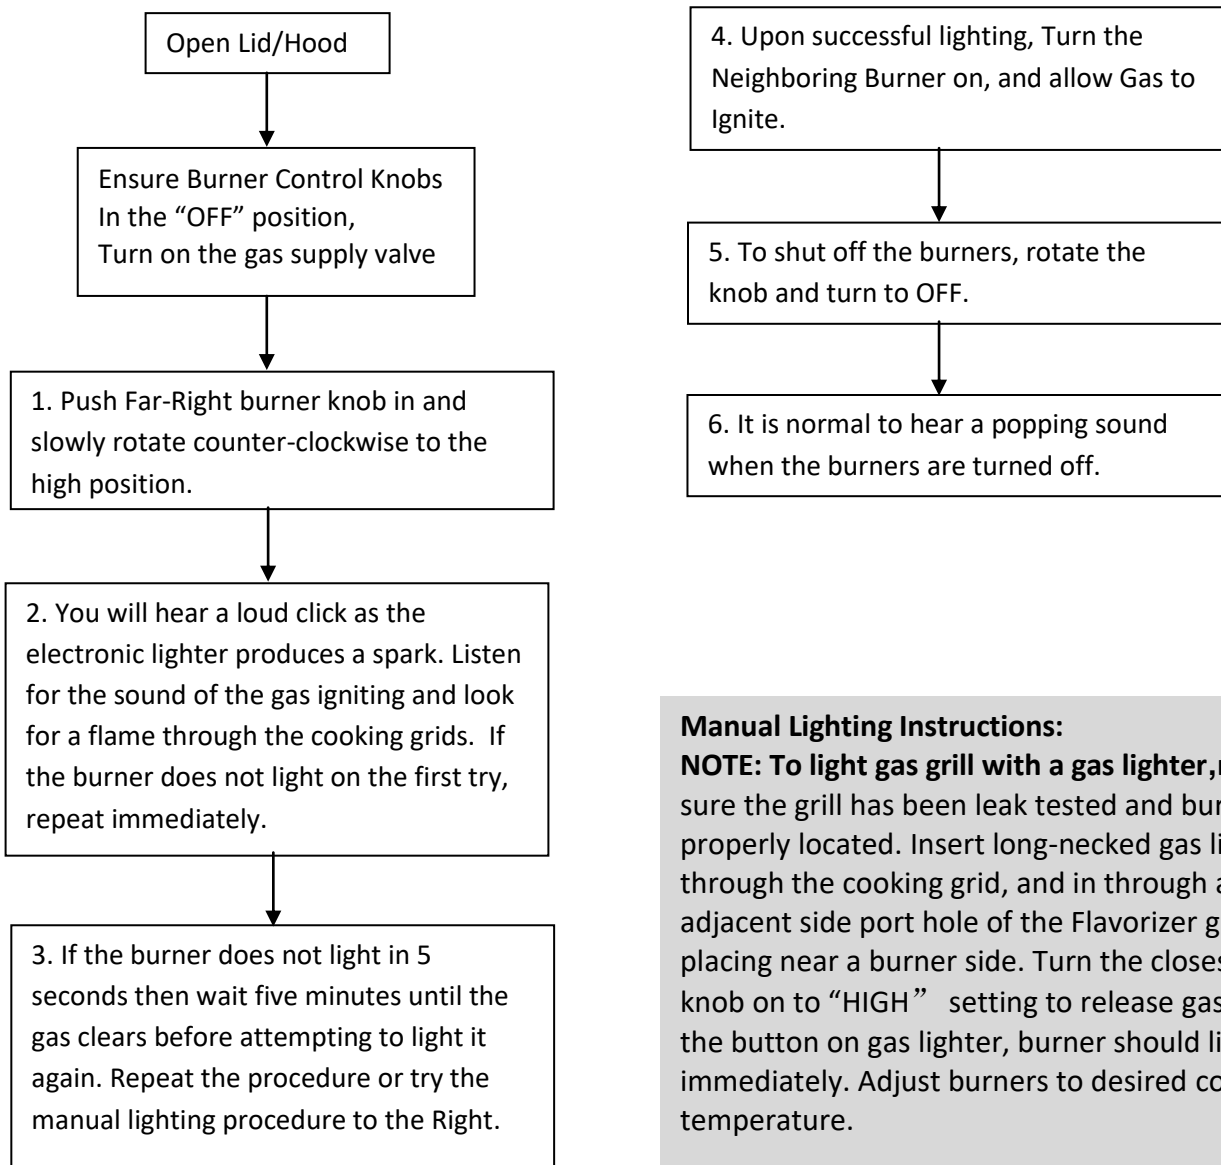 Open Lid/Hood
Ensure Burner Control Knobs
In the “OFF” position,
Turn on the gas supply valve
1. Push Far-Right burner knob in and
slowly rotate counter-clockwise to the
high position.
2. You will hear a loud click as the
electronic lighter produces a spark. Listen
for the sound of the gas igniting and look
for a flame through the cooking grids.  If
the burner does not light on the first try,
repeat immediately.
3. If the burner does not light in 5
seconds then wait five minutes until the
gas clears before attempting to light it
again. Repeat the procedure or try the
manual lighting procedure to the Right.
4. Upon successful lighting, Turn the
Neighboring Burner on, and allow Gas to
Ignite.
5. To shut off the burners, rotate the
knob and turn to OFF.
6. It is normal to hear a popping sound
when the burners are turned off.
Manual Lighting Instructions:
NOTE: To light gas grill with a gas lighter,
sure the grill has been leak tested and
properly located. Insert long-necked gas
through the cooking grid, and in through
adjacent side port hole of the Flavorizer
placing near a burner side. Turn the
knob on to “HIGH” setting to release gas
the button on gas lighter, burner should
immediately. Adjust burners to desired
temperature.